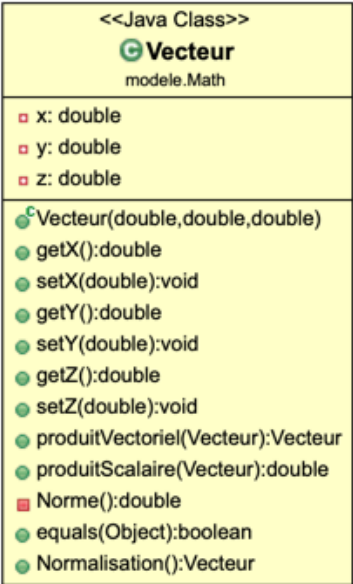 <<Java Class>>
C Vecteur
modele.Math
x: double
y: double
z: double
C Vecteur(double,double,double)
getX():double
setX(double):void
getY():double
setY(double):void
getZ():double
setZ(double):void
produitVectoriel(Vecteur):Vecteur
produitScalaire(Vecteur):double
Norme():double
equals(Object):boolean
Normalisation():Vecteur